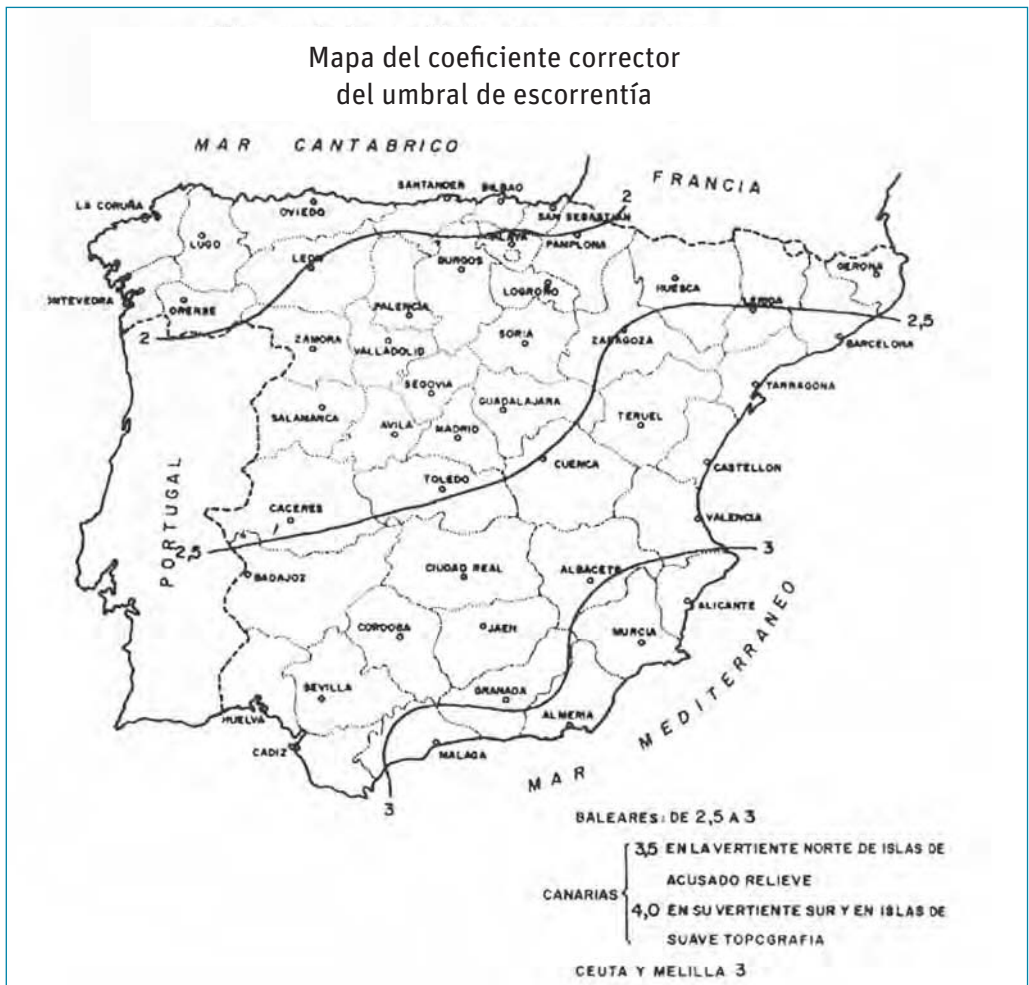 Mapa del coeficiente corrector
del umbral de escorrentía
MAR CANTABRICO
FRANCIA
SANTANDER
BILBAO
LA CORUÑA
OVIEDO
SAN SEBASTIAN
2
LUGO
ALAVA
PAMPLONA
LEON
BURGOS
GERONA
HUESCA
LOGROÑO
ONTEVEDRA
ORENSE
PALENCIA
LERIDA
2
ZAMORA
VALLADOLID
SORIA
ZARAGOZA
2,5
BARCELONA
SEGOVIA
TARRAGONA
SALAMANCA
GUADALAJARA
AVILA
MADRID
TERUEL
CUENCA
CASTELLON
TOLEDO
CACERES
VALENCIA
PORTUGAL
2,5
3
BADAJOZ
CIUDAD REAL
ALBACETE
ALICANTE
CORDOBA
JAEN
MURCIA
SEVILLA
GRANADA
HUELVA
ALMERIA
CADIZ
MALAGA
MAR MEDITERRANEO
3
BALEARES: DE 2,5 A 3
3,5 EN LA VERTIENTE NORTE DE ISLAS DE
ACUSADO RELIEVE
CANARIAS
4,0 EN SU VERTIENTE SUR Y EN ISLAS DE
SUAVE TOPOGRAFIA
CEUTA Y MELILLA 3